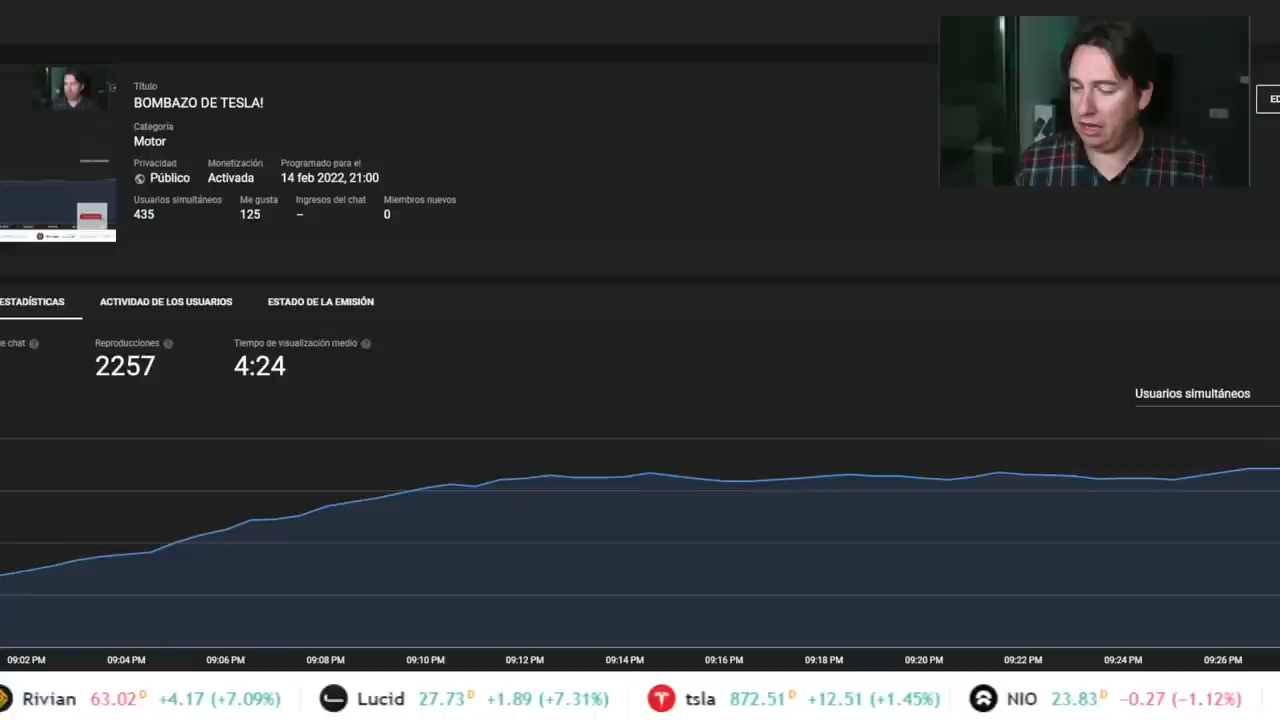 Título
BOMBAZO DE TESLA!
Categoría
Motor
Privacidad Monetización Programado para el
Público Activada 14 feb 2022, 21:00
Usuarios simultáneos Me gusta Ingresos del chat Miembros nuevos
435 125 – 0
ED
ESTADÍSTICAS ACTIVIDAD DE LOS USUARIOS ESTADO DE LA EMISIÓN
e chat Reproducciones Tiempo de visualización medio
2257 4:24
Usuarios simultáneos
09:02 PM 09:04 PM 09:06 PM 09:08 PM 09:10 PM 09:12 PM 09:14 PM 09:16 PM 09:18 PM 09:20 PM 09:22 PM 09:24 PM 09:26 PM
Rivian 63.02 D +4.17 (+7.09%) Lucid 27.73 D +1.89 (+7.31%) tsla 872.51 D +12.51 (+1.45%) NIO 23.83 D −0.27 (−1.12%)